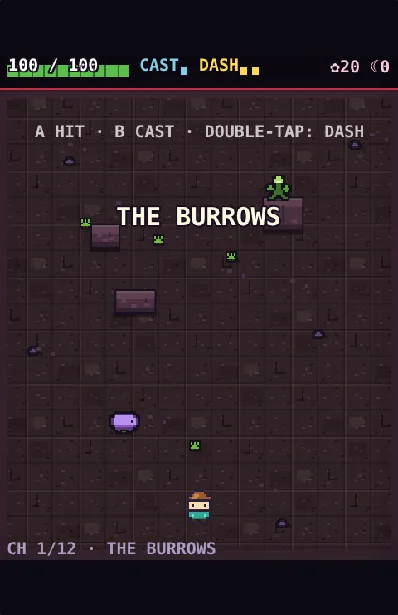 100 / 100 CAST DASH ✿20 ☾0
A HIT · B CAST · DOUBLE-TAP: DASH
THE BURROWS
CH 1/12 · THE BURROWS